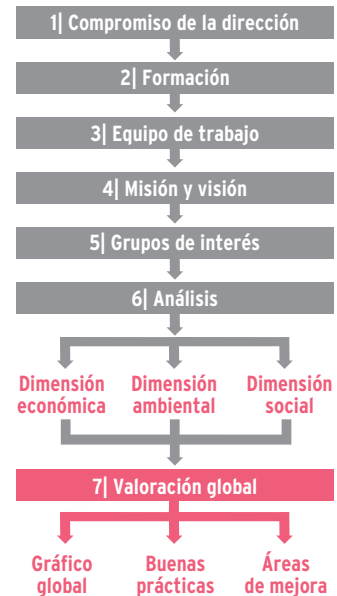 1| Compromiso de la dirección
2| Formación
3| Equipo de trabajo
4| Misión y visión
5| Grupos de interés
6| Análisis
Dimensión económica
Dimensión ambiental
Dimensión social
7| Valoración global
Gráfico global
Buenas prácticas
Áreas de mejora